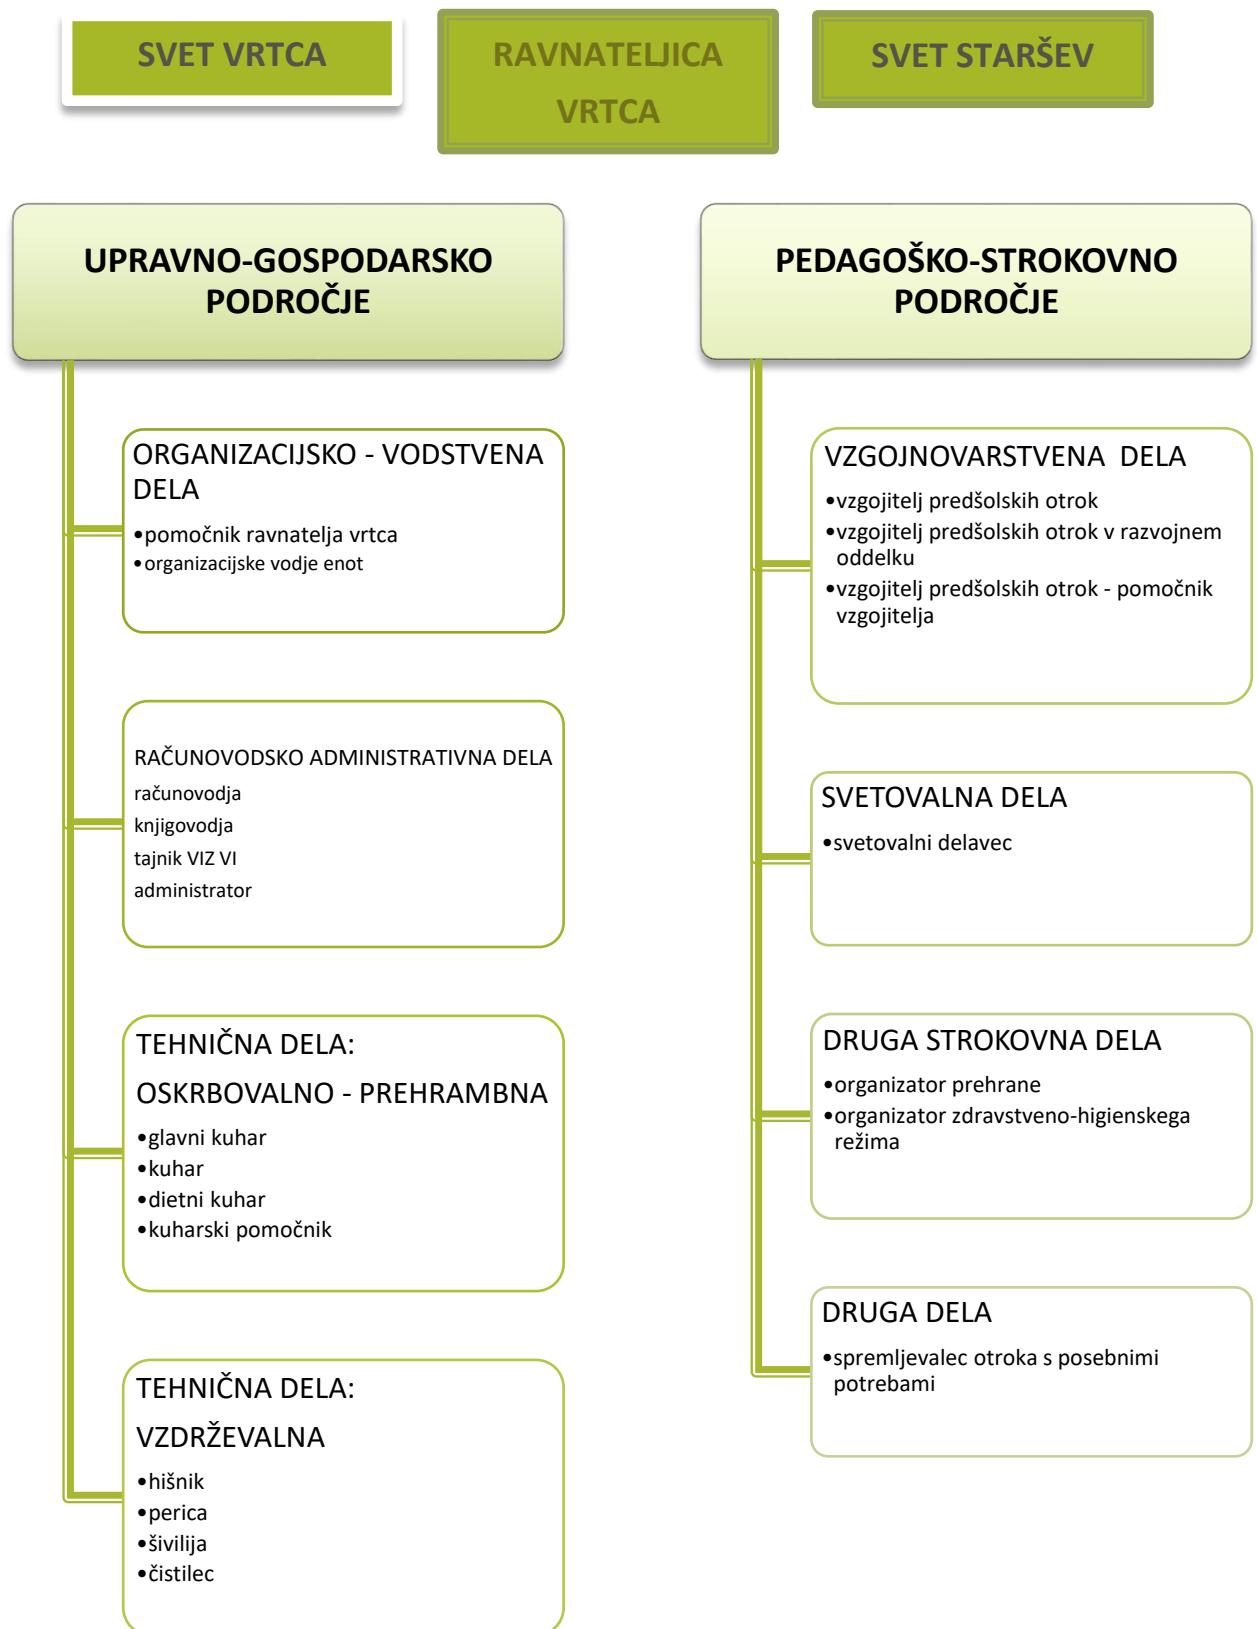 SVET VRTCA
RAVNATELJICA
VRTCA
SVET STARŠEV
UPRAVNO-GOSPODARSKO
PODROČJE
ORGANIZACIJSKO - VODSTVENA
DELA
•pomočnik ravnatelja vrtca
•organizacijske vodje enot
RAČUNOVODSKO ADMINISTRATIVNA DELA
računovodja
knjigovodja
tajnik VIZ VI
administrator
TEHNIČNA DELA:
OSKRBOVALNO - PREHRAMBNA
•glavni kuhar
•kuhar
•dietni kuhar
•kuharski pomočnik
TEHNIČNA DELA:
VZDRŽEVALNA
•hišnik
•perica
•šivilija
•čistilec
PEDAGOŠKO-STROKOVNO
PODROČJE
VZGOJNOVARSTVENA  DELA
•vzgojitelj predšolskih otrok
•vzgojitelj predšolskih otrok v razvojnem
oddelku
•vzgojitelj predšolskih otrok - pomočnik
vzgojitelja
SVETOVALNA DELA
•svetovalni delavec
DRUGA STROKOVNA DELA
•organizator prehrane
•organizator zdravstveno-higienskega
režima
DRUGA DELA
•spremljevalec otroka s posebnimi
potrebami